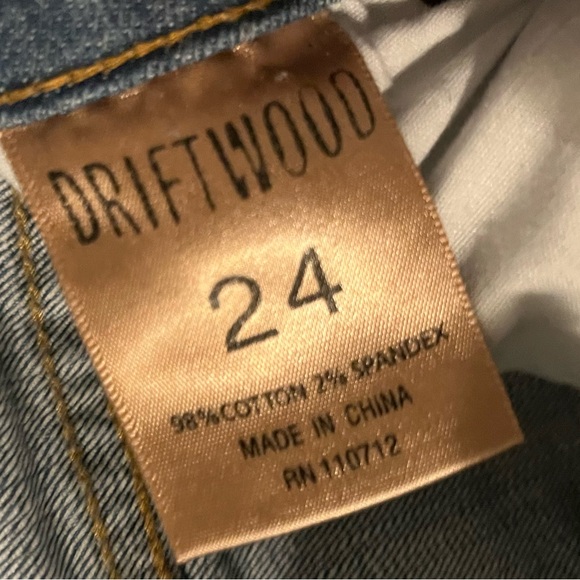 DRIFTWOOD
24
98% COTTON 2% SPANDEX
MADE IN CHINA
RN 110712